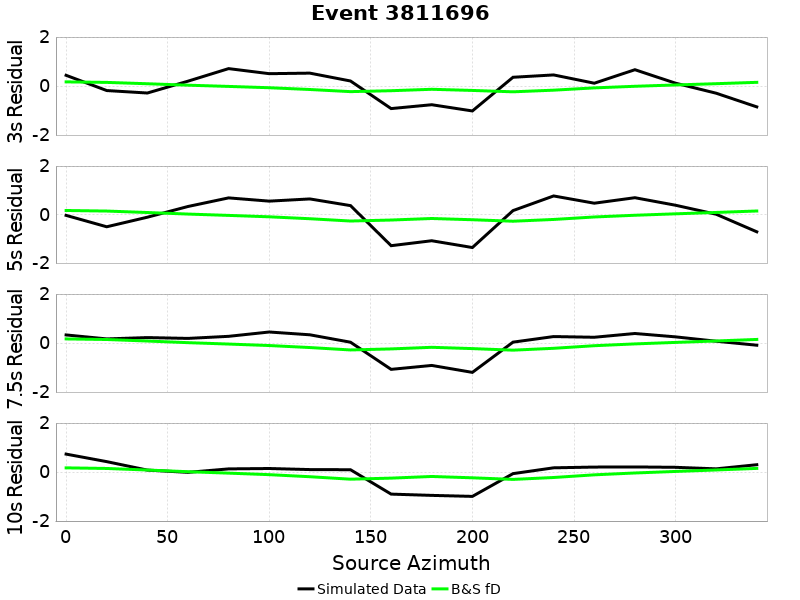 Event 3811696
3s Residual
2
0
-2
5s Residual
2
0
-2
7.5s Residual
2
0
-2
10s Residual
2
0
-2
0 50 100 150 200 250 300
Source Azimuth
Simulated Data B&S fD